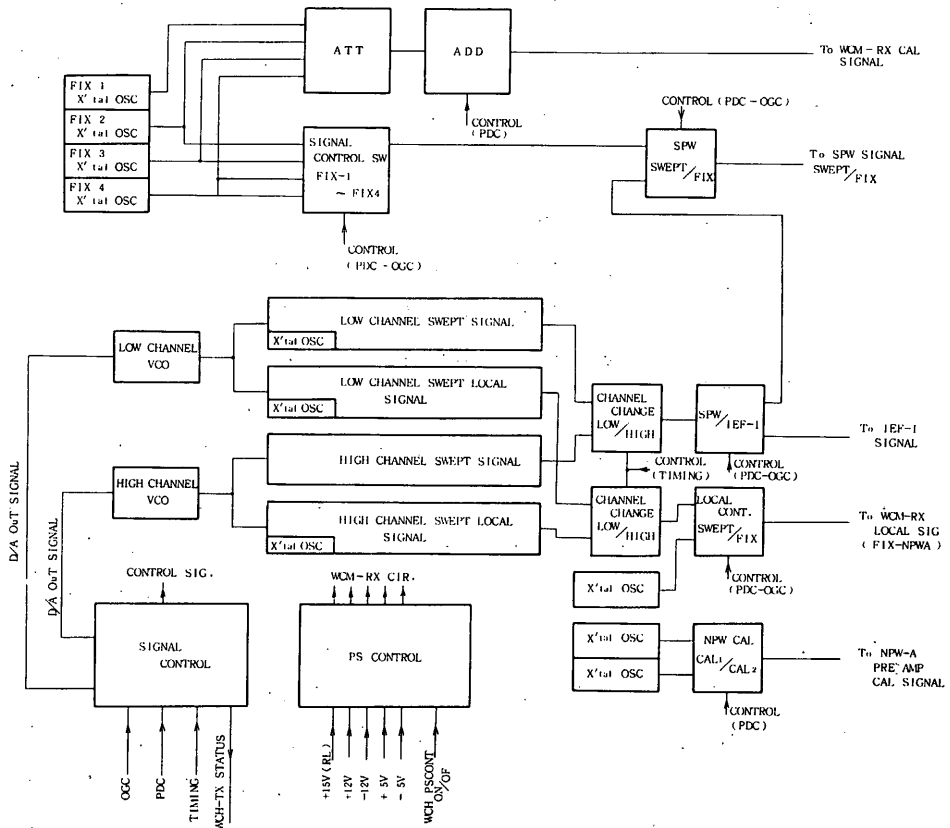 ATT
ADD
To WCM-RX CAL
SIGNAL
FIX 1
X'tal OSC
FIX 2
X'tal OSC
FIX 3
X'tal OSC
FIX 4
X'tal OSC
CONTROL
(PDC)
CONTROL (PDC-OGC)
SIGNAL
CONTROL SW
FIX-1
~ FIX4
SPW
SWEPT/FIX
To SPW SIGNAL
SWEPT/FIX
CONTROL
(PDC-OGC)
LOW CHANNEL SWEPT SIGNAL
X'tal OSC
LOW CHANNEL
VCO
LOW CHANNEL SWEPT LOCAL
SIGNAL
X'tal OSC
CHANNEL
CHANGE
LOW/HIGH
SPW/IEF-I
To IEF-I
SIGNAL
HIGH CHANNEL SWEPT SIGNAL
CONTROL
(TIMING)
CONTROL
(PDC-OGC)
HIGH CHANNEL
VCO
HIGH CHANNEL SWEPT LOCAL
SIGNAL
X'tal OSC
CHANNEL
CHANGE
LOW/HIGH
LOCAL
CONT.
SWEPT/FIX
To WCM-RX
LOCAL SIG
(FIX-NPWA)
D/A OuT SIGNAL
D/A OuT SIGNAL
CONTROL SIG.
WCM-RX CIR.
X'tal OSC
CONTROL
(PDC-OGC)
SIGNAL
CONTROL
PS CONTROL
X'tal OSC
X'tal OSC
NPW CAL
CAL1/CAL2
To NPW-A
PRE AMP
CAL SIGNAL
CONTROL
(PDC)
OGC
PDC
TIMING
WCH-TX STATUS
+15V (RL)
+12V
-12V
+ 5V
- 5V
WCH PSCONT
ON/OF